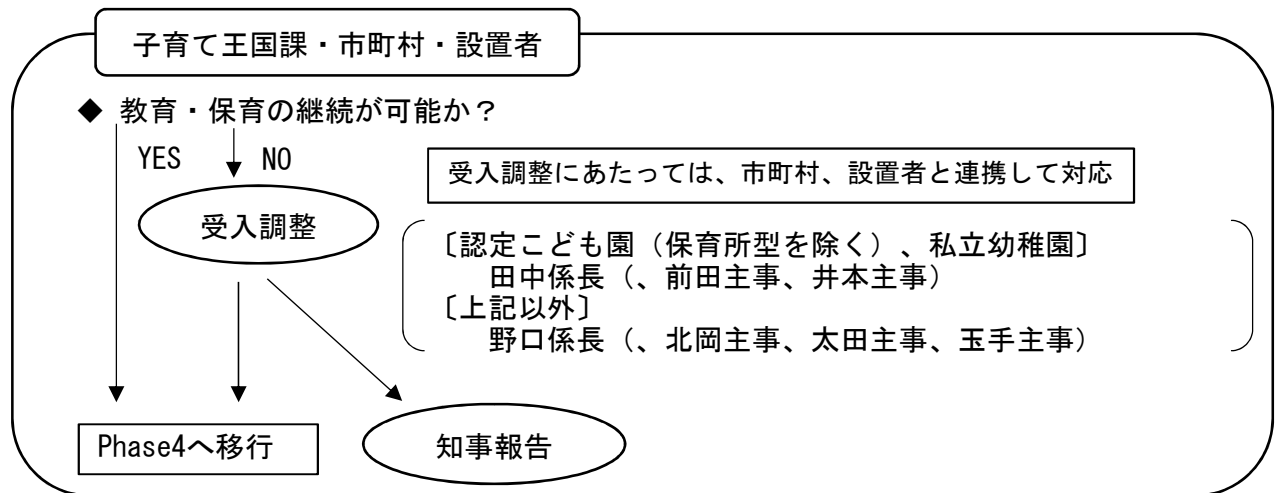 子育て王国課・市町村・設置者
◆ 教育・保育の継続が可能か？
YES NO
受入調整にあたっては、市町村、設置者と連携して対応
受入調整
〔認定こども園（保育所型を除く）、私立幼稚園〕
田中係長（、前田主事、井本主事）
〔上記以外〕
野口係長（、北岡主事、太田主事、玉手主事）
Phase4へ移行
知事報告